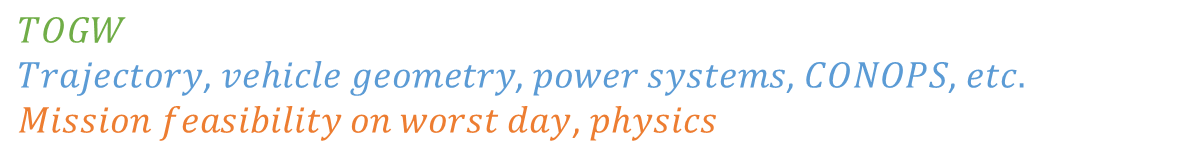 TOGW
Trajectory, vehicle geometry, power systems, CONOPS, etc.
Mission feasibility on worst day, physics